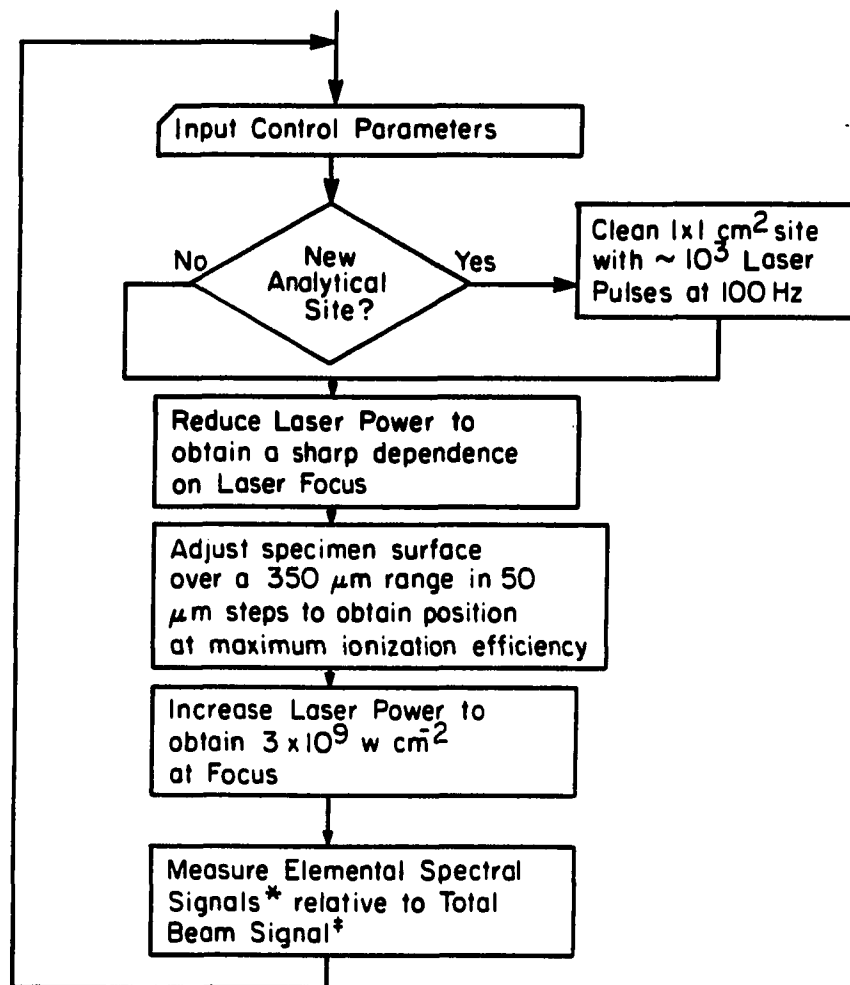 Input Control Parameters
No
New
Analytical
Site?
Yes
Clean 1x1 cm² site
with ~ 10³ Laser
Pulses at 100 Hz
Reduce Laser Power to
obtain a sharp dependence
on Laser Focus
Adjust specimen surface
over a 350 μm range in 50
μm steps to obtain position
at maximum ionization efficiency
Increase Laser Power to
obtain 3 x 10⁹ w cm⁻²
at Focus
Measure Elemental Spectral
Signals* relative to Total
Beam Signal‡